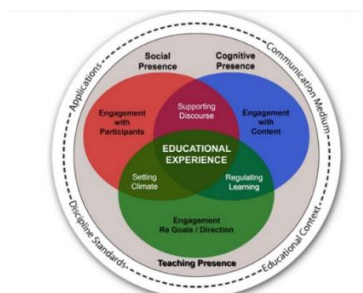 Social
Presence
Cognitive
Presence
Applications
Communication Medium
Supporting
Discourse
Engagement
with
Participants
Engagement
with
Content
EDUCATIONAL
EXPERIENCE
Setting
Climate
Regulating
Learning
Engagement
Re Goals / Direction
Teaching Presence
Discipline Standards
Educational Context